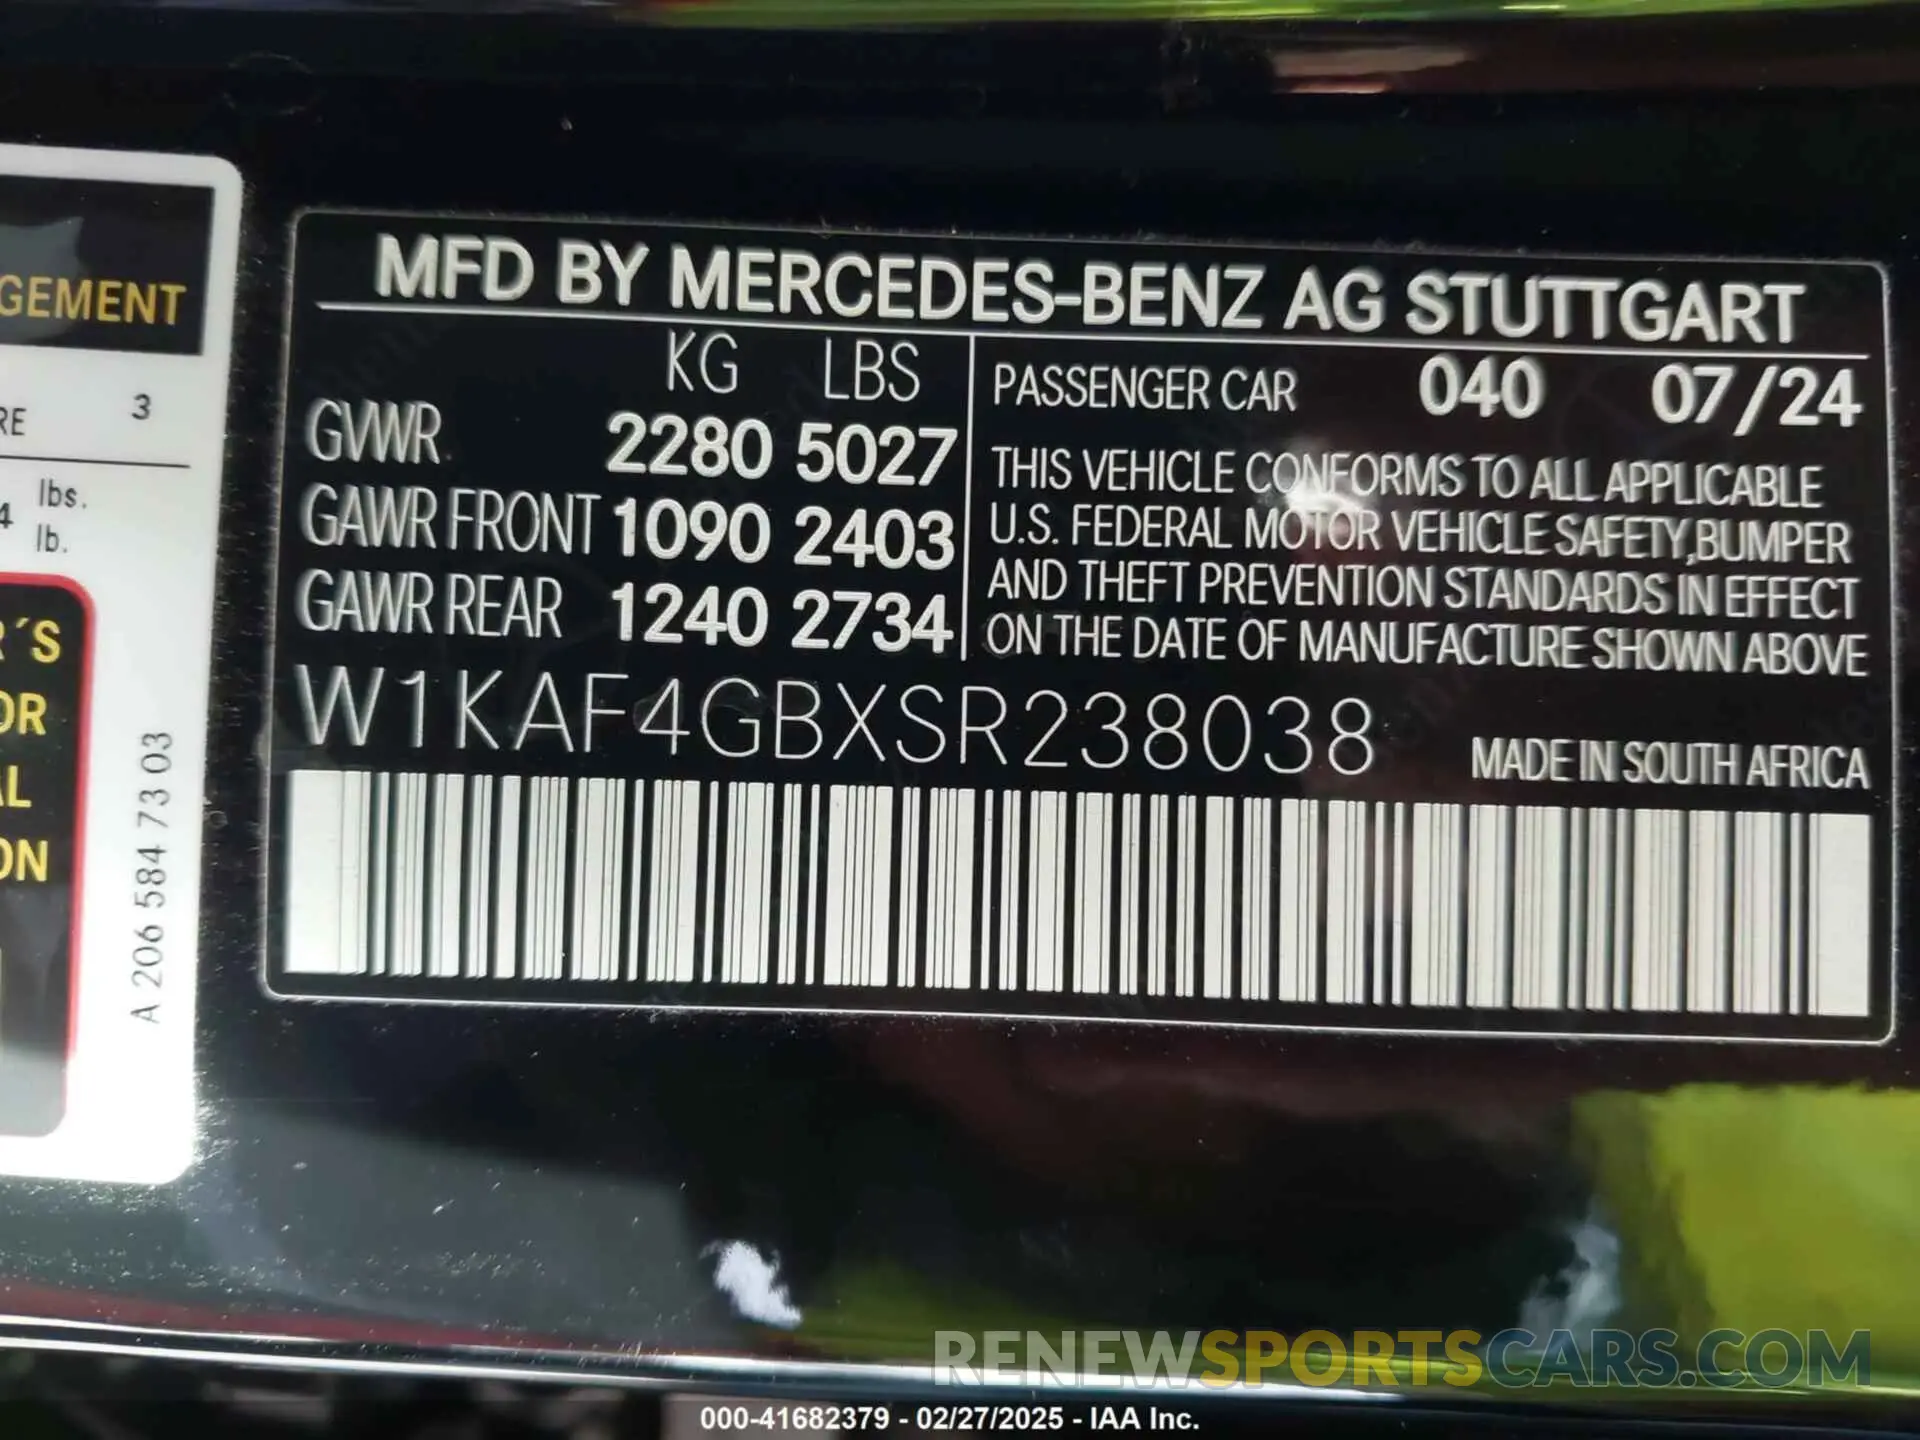 GEMENT
RE 3
4 lbs.
lb.
R´S
OR
AL
ON
A 206 584 73 03
MFD BY MERCEDES-BENZ AG STUTTGART
KG LBS
GVWR 2280 5027
GAWR FRONT 1090 2403
GAWR REAR 1240 2734
PASSENGER CAR 040 07/24
THIS VEHICLE CONFORMS TO ALL APPLICABLE
U.S. FEDERAL MOTOR VEHICLE SAFETY,BUMPER
AND THEFT PREVENTION STANDARDS IN EFFECT
ON THE DATE OF MANUFACTURE SHOWN ABOVE
W1KAF4GBXSR238038
MADE IN SOUTH AFRICA
RENEWSPORTSCARS.COM
000-41682379 - 02/27/2025 - IAA Inc.